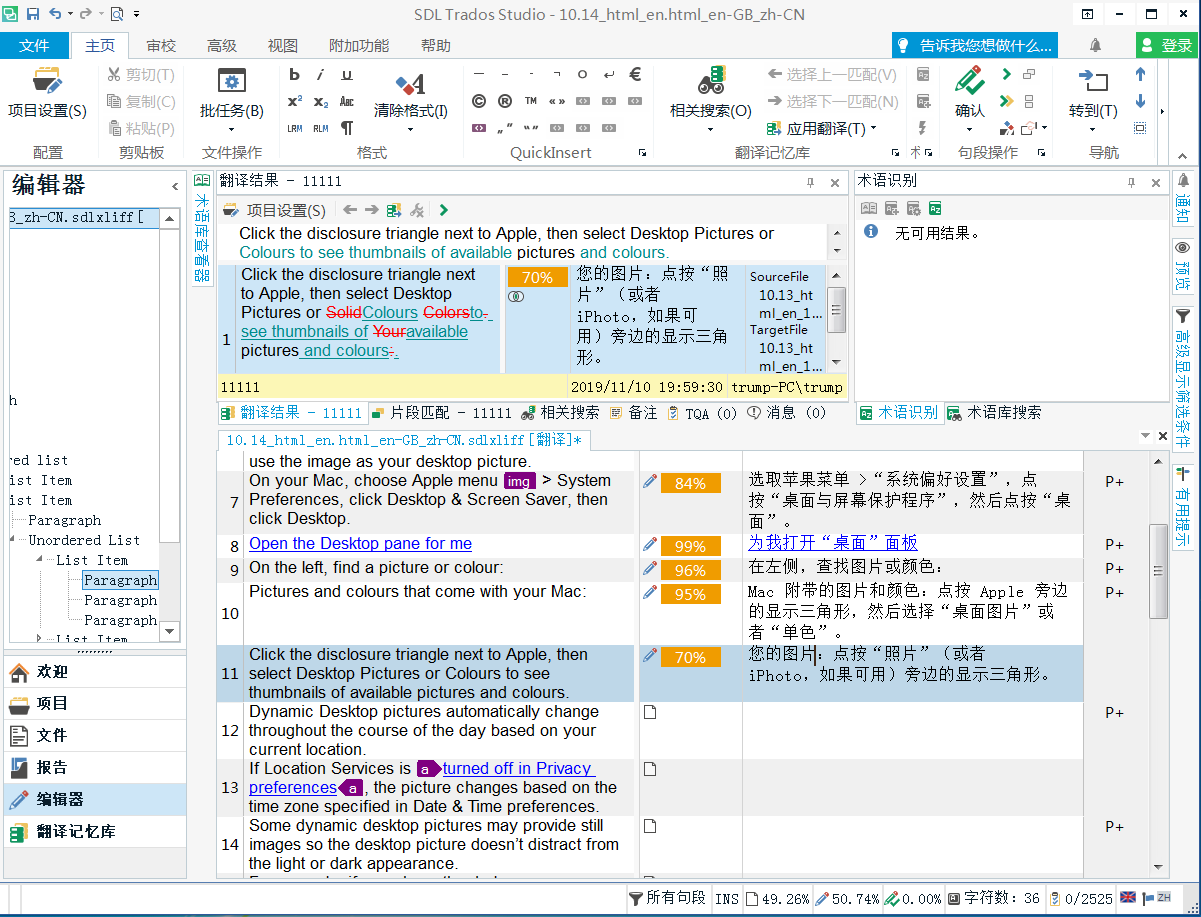 SDL Trados Studio - 10.14_html_en.html_en-GB_zh-CN
文件 主页 审校 高级 视图 附加功能 帮助 告诉我您想做什么... 登录
项目设置(S)
配置
剪切(T)
复制(C)
粘贴(P)
剪贴板
批任务(B)
文件操作
b i u
x² x₂ ABC
LRM RLM ¶
清除格式(I)
格式
© ® TM « » €
QuickInsert
相关搜索(O)
选择上一匹配(V)
选择下一匹配(N)
应用翻译(T)
翻译记忆库
术
确认
句段操作
转到(T)
导航
编辑器
B_zh-CN.sdlxliff [
h
red list
ist Item
ist Item
Paragraph
Unordered List
List Item
Paragraph
Paragraph
Paragraph
List Item
欢迎
项目
文件
报告
编辑器
翻译记忆库
术语库查看器
翻译结果 - 11111
项目设置(S)
Click the disclosure triangle next to Apple, then select Desktop Pictures or
Colours to see thumbnails of available pictures and colours.
1
Click the disclosure triangle next
to Apple, then select Desktop
Pictures or SolidColours Colorsto:
see thumbnails of Youravailable
pictures and colours:.
70%
您的图片：点按“照
片”（或者
iPhoto，如果可
用）旁边的显示三角
形。
SourceFile
10.13_ht
ml_en_1...
TargetFile
10.13_ht
ml_en_1...
11111 2019/11/10 19:59:30 trump-PC\trump
翻译结果 - 11111 片段匹配 - 11111 相关搜索 备注 TQA (0) 消息 (0)
术语识别
无可用结果。
术语识别 术语库搜索
通知
预览
高级显示筛选条件
有用提示
10.14_html_en.html_en-GB_zh-CN.sdlxliff [翻译]*
use the image as your desktop picture.
7
On your Mac, choose Apple menu img > System
Preferences, click Desktop & Screen Saver, then
click Desktop.
84%
选取苹果菜单 >“系统偏好设置”，点
按“桌面与屏幕保护程序”，然后点按“桌
面”。
P+
8 Open the Desktop pane for me 99% 为我打开“桌面”面板 P+
9 On the left, find a picture or colour: 96% 在左侧，查找图片或颜色： P+
10
Pictures and colours that come with your Mac:
95%
Mac 附带的图片和颜色：点按 Apple 旁边
的显示三角形，然后选择“桌面图片”或
者“单色”。
P+
11
Click the disclosure triangle next to Apple, then
select Desktop Pictures or Colours to see
thumbnails of available pictures and colours.
70%
您的图片：点按“照片”（或者
iPhoto，如果可用）旁边的显示三角形。
12
Dynamic Desktop pictures automatically change
throughout the course of the day based on your
current location.
P+
13
If Location Services is a turned off in Privacy
preferences a , the picture changes based on the
time zone specified in Date & Time preferences.
14
Some dynamic desktop pictures may provide still
images so the desktop picture doesn’t distract from
the light or dark appearance.
P+
所有句段 INS 49.26% 50.74% 0.00% 字符数: 36 0/2525 ZH